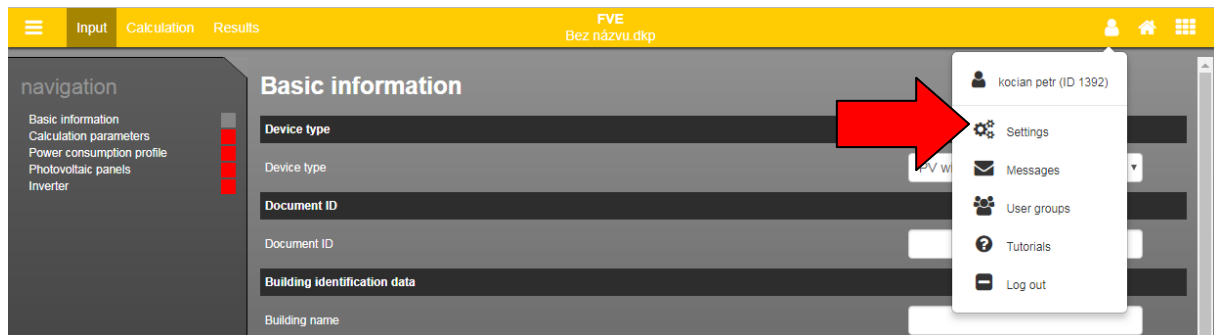 Input Calculation Results
FVE
Bez názvu.dkp
navigation
Basic information
Calculation parameters
Power consumption profile
Photovoltaic panels
Inverter
Basic information
Device type
Device type
PV
Document ID
Document ID
Building identification data
Building name
kocian petr (ID 1392)
Settings
Messages
User groups
Tutorials
Log out